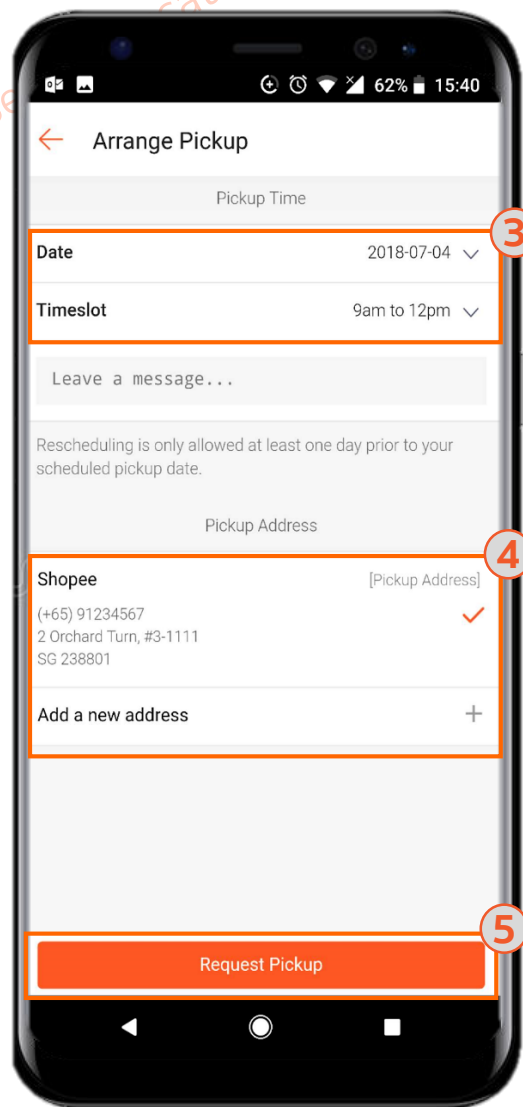 62% 15:40
Arrange Pickup
Pickup Time
3
Date 2018-07-04
Timeslot 9am to 12pm
Leave a message...
Rescheduling is only allowed at least one day prior to your
scheduled pickup date.
Pickup Address
4
Shopee [Pickup Address]
(+65) 91234567
2 Orchard Turn, #3-1111
SG 238801
Add a new address
5
Request Pickup